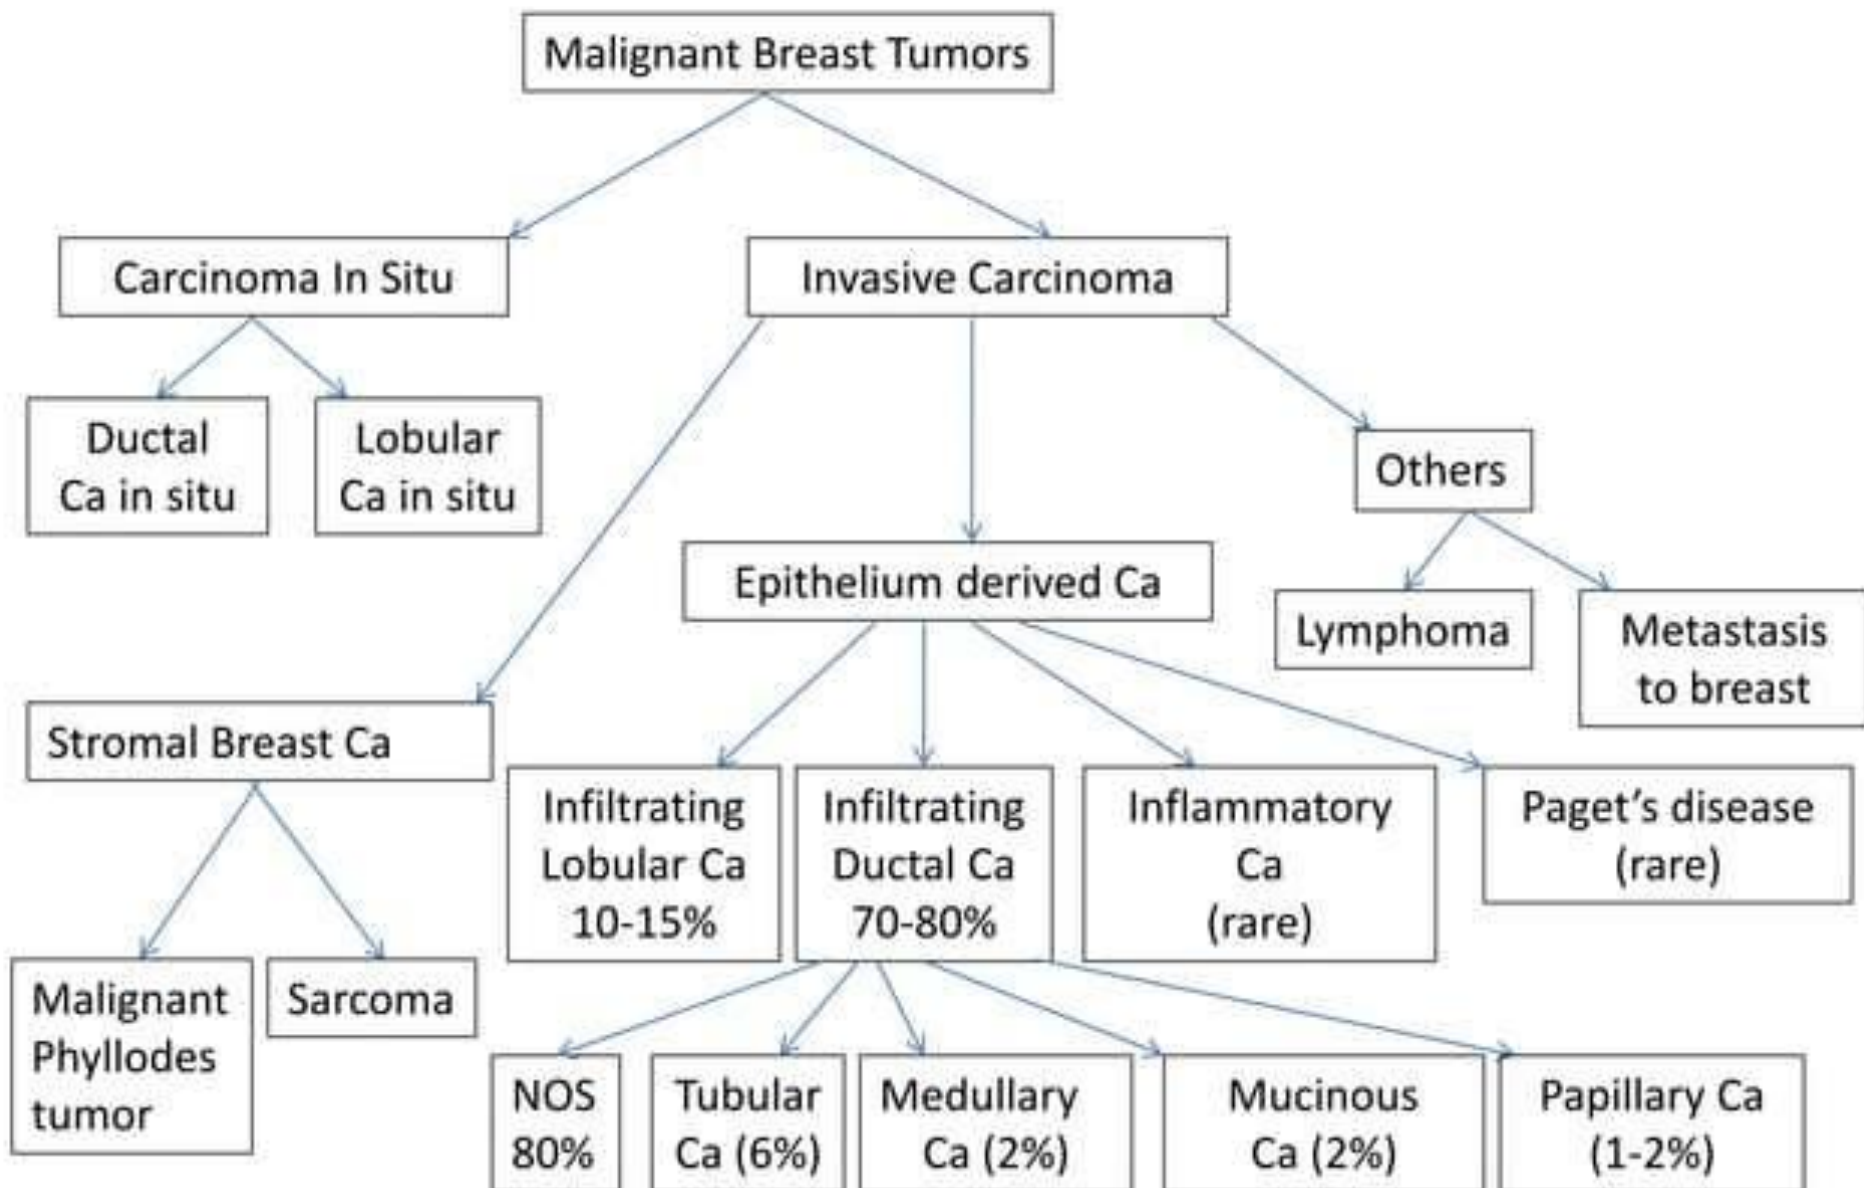 Malignant Breast Tumors
Carcinoma In Situ
Invasive Carcinoma
Ductal
Ca in situ
Lobular
Ca in situ
Others
Epithelium derived Ca
Lymphoma
Metastasis
to breast
Stromal Breast Ca
Infiltrating
Lobular Ca
10-15%
Infiltrating
Ductal Ca
70-80%
Inflammatory
Ca
(rare)
Paget’s disease
(rare)
Malignant
Phyllodes
tumor
Sarcoma
NOS
80%
Tubular
Ca (6%)
Medullary
Ca (2%)
Mucinous
Ca (2%)
Papillary Ca
(1-2%)